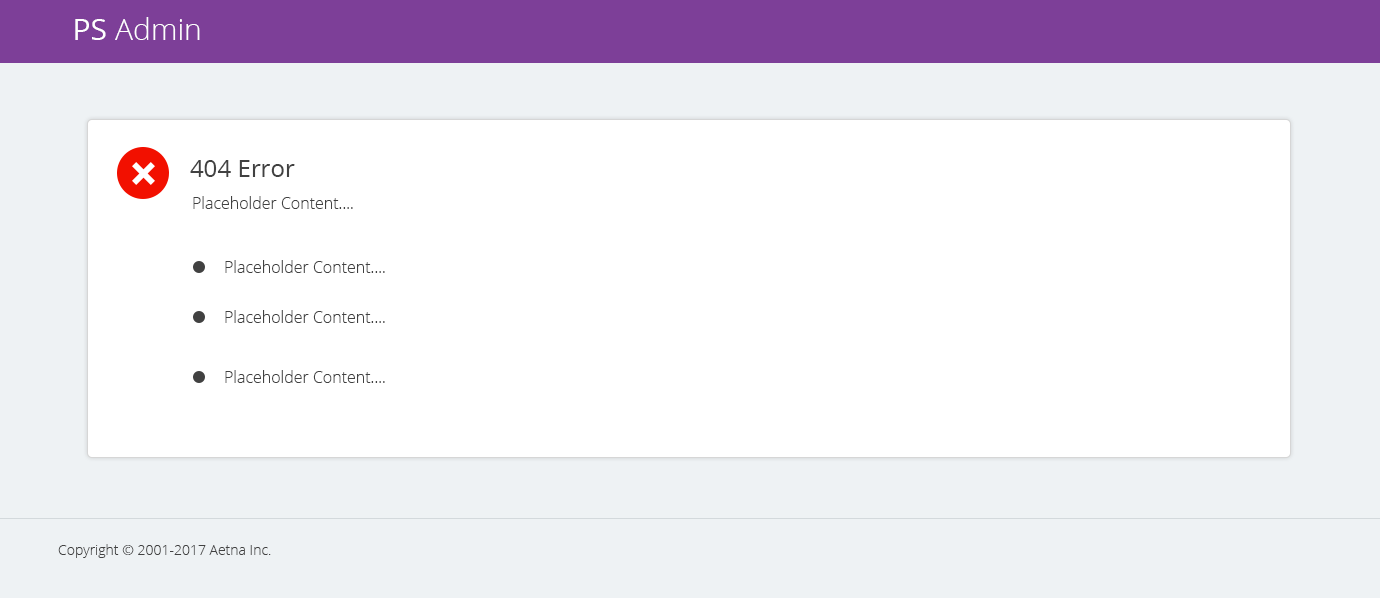 PS Admin
404 Error
Placeholder Content....
Placeholder Content....
Placeholder Content....
Placeholder Content....
Copyright © 2001-2017 Aetna Inc.